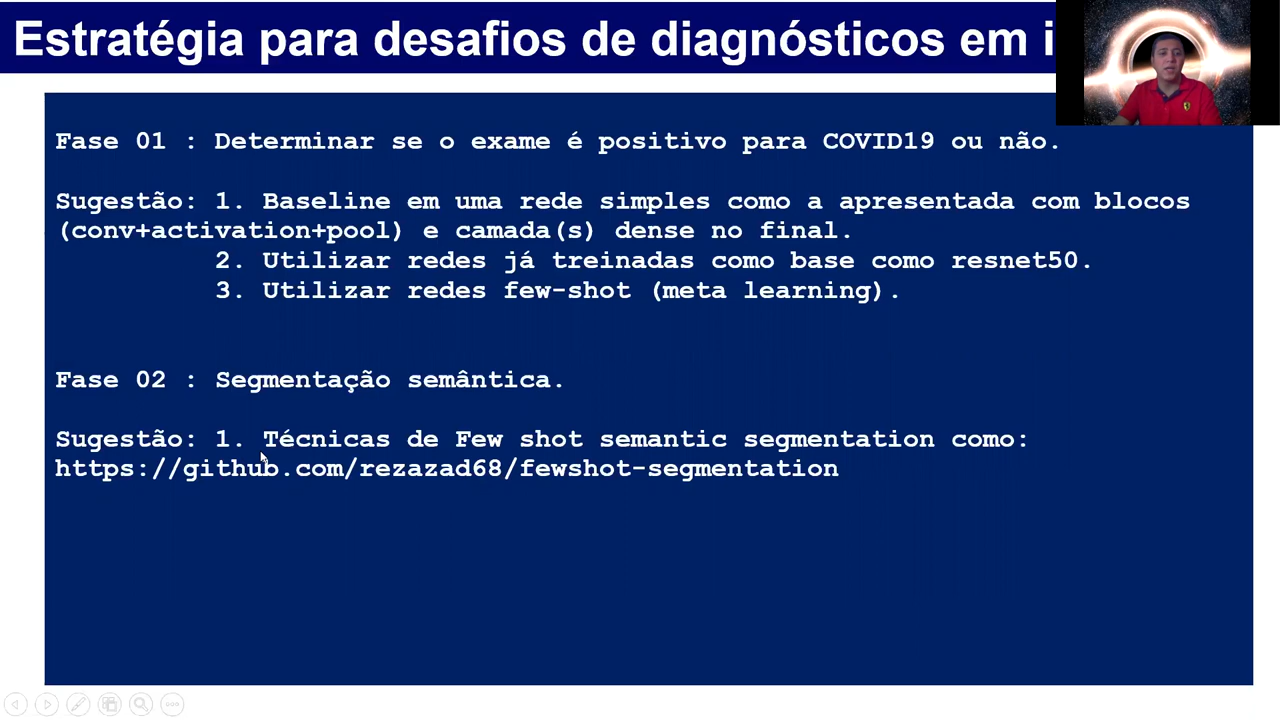 Estratégia para desafios de diagnósticos em i
Fase 01 : Determinar se o exame é positivo para COVID19 ou não.
Sugestão: 1. Baseline em uma rede simples como a apresentada com blocos
(conv+activation+pool) e camada(s) dense no final.
2. Utilizar redes já treinadas como base como resnet50.
3. Utilizar redes few-shot (meta learning).
Fase 02 : Segmentação semântica.
Sugestão: 1. Técnicas de Few shot semantic segmentation como:
https://github.com/rezazad68/fewshot-segmentation